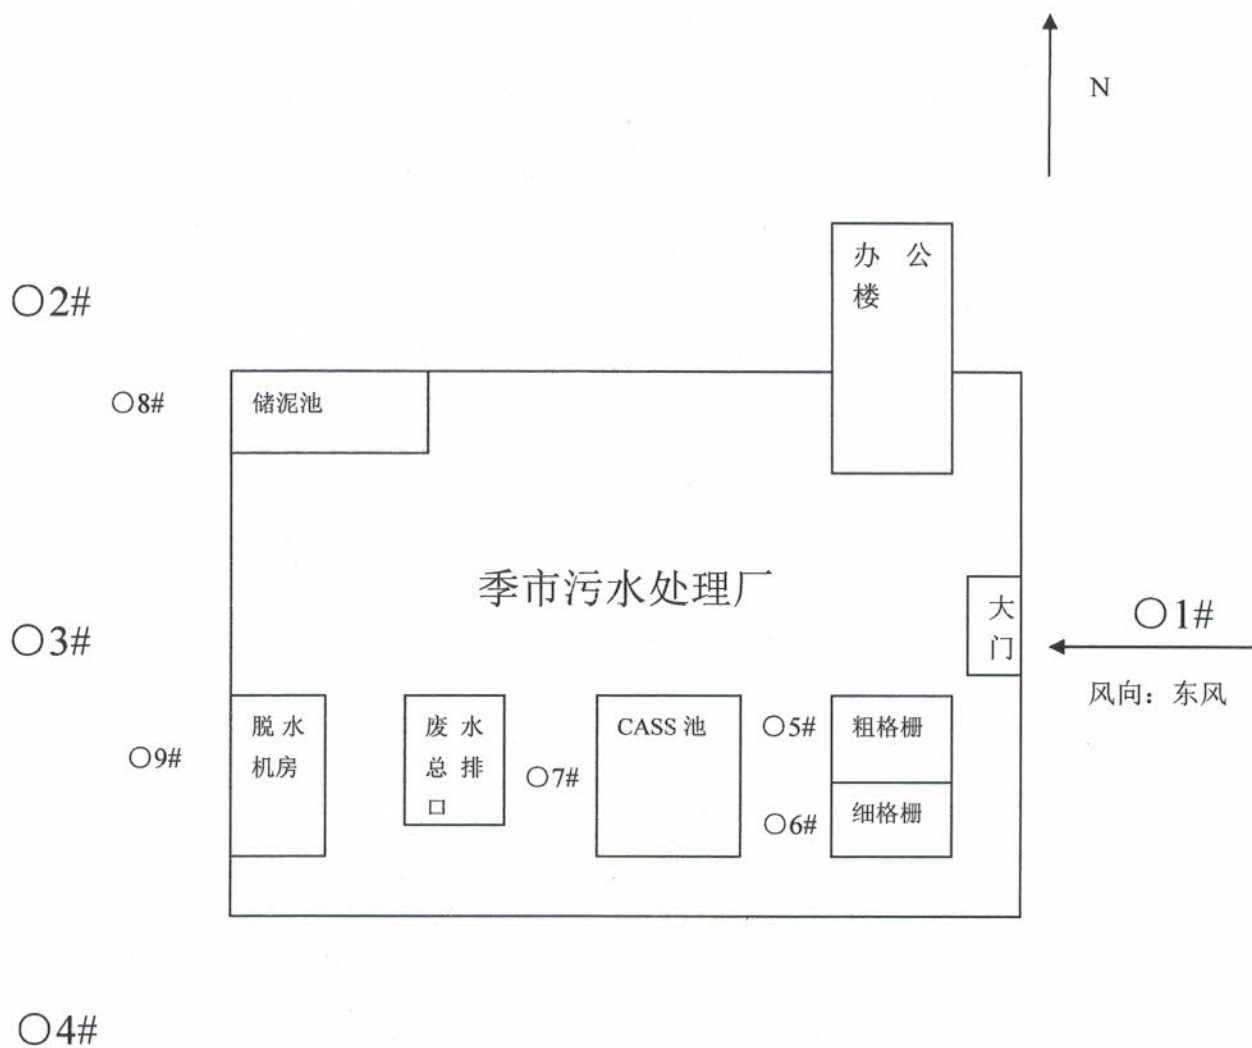 N
办 公
楼
○2#
○8#
储泥池
季市污水处理厂
大
门
○1#
○3#
风向：东风
脱 水
机房
○9#
废 水
总 排
口
○7#
CASS 池
○5#
粗格栅
○6#
细格栅
○4#